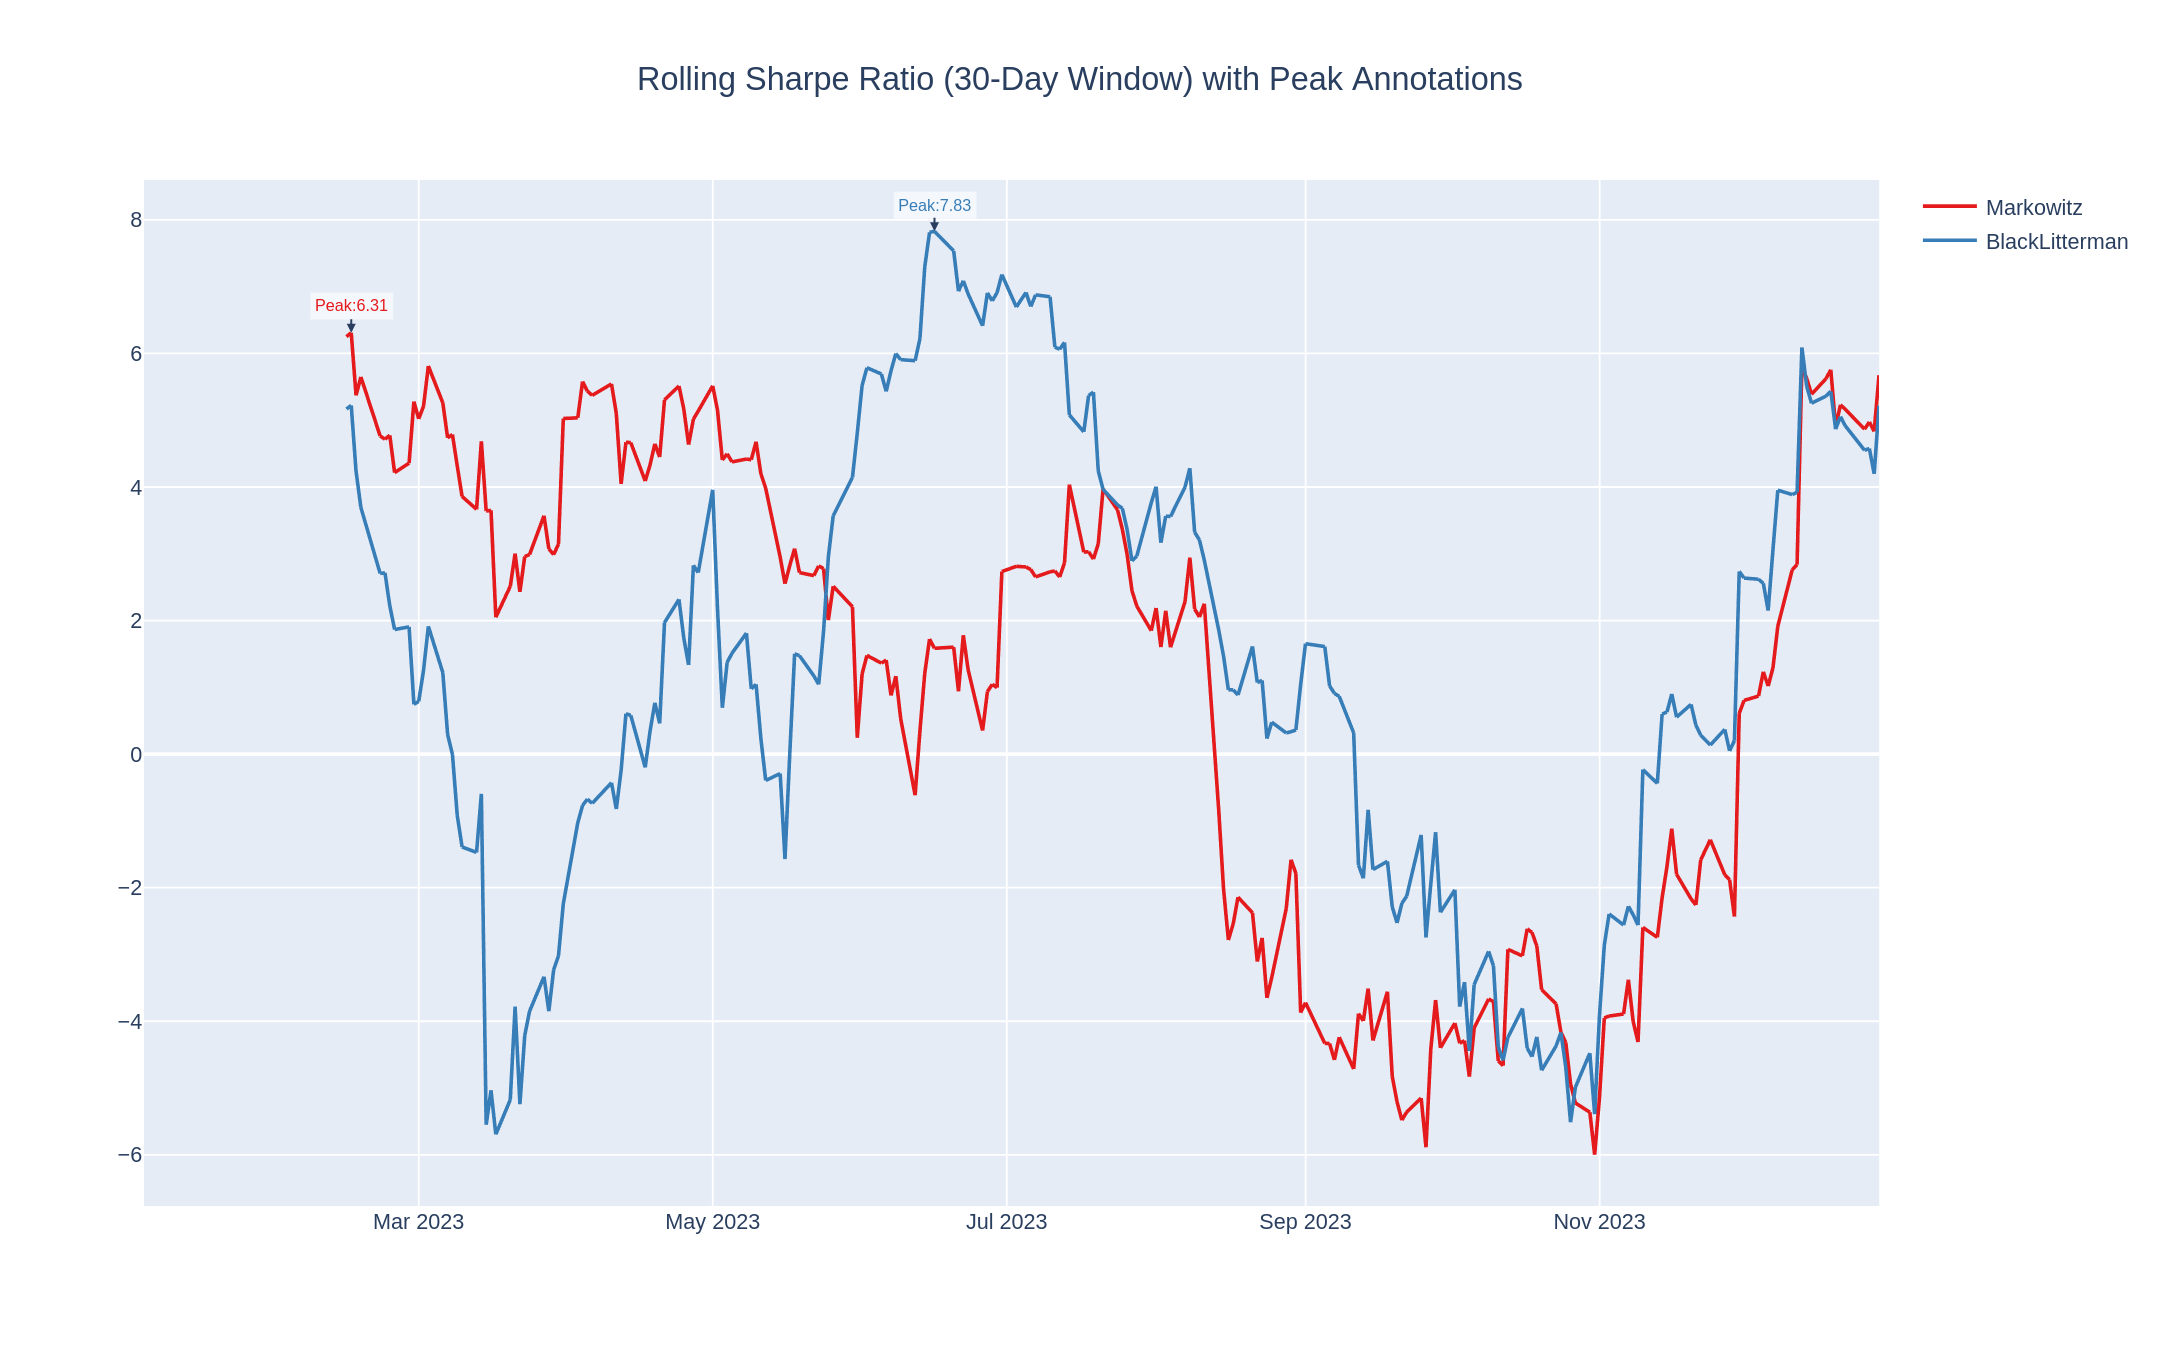 Rolling Sharpe Ratio (30-Day Window) with Peak Annotations
Markowitz
BlackLitterman
Peak:7.83
Peak:6.31
8
6
4
2
0
−2
−4
−6
Mar 2023
May 2023
Jul 2023
Sep 2023
Nov 2023